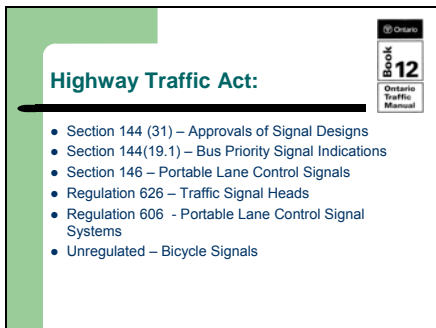 Ontario
Book
12
Ontario
Traffic
Manual
Highway Traffic Act:
● Section 144 (31) – Approvals of Signal Designs
● Section 144(19.1) – Bus Priority Signal Indications
● Section 146 – Portable Lane Control Signals
● Regulation 626 – Traffic Signal Heads
● Regulation 606 - Portable Lane Control Signal
Systems
● Unregulated – Bicycle Signals